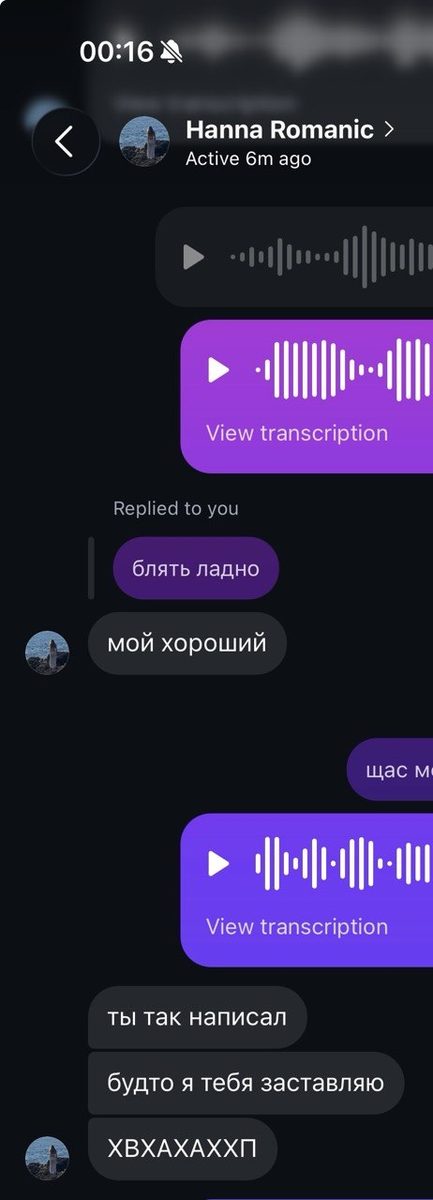 00:16
Hanna Romanic
Active 6m ago
View transcription
Replied to you
блять ладно
мой хороший
щас
View transcription
ты так написал
будто я тебя заставляю
ХВХАХАХХП